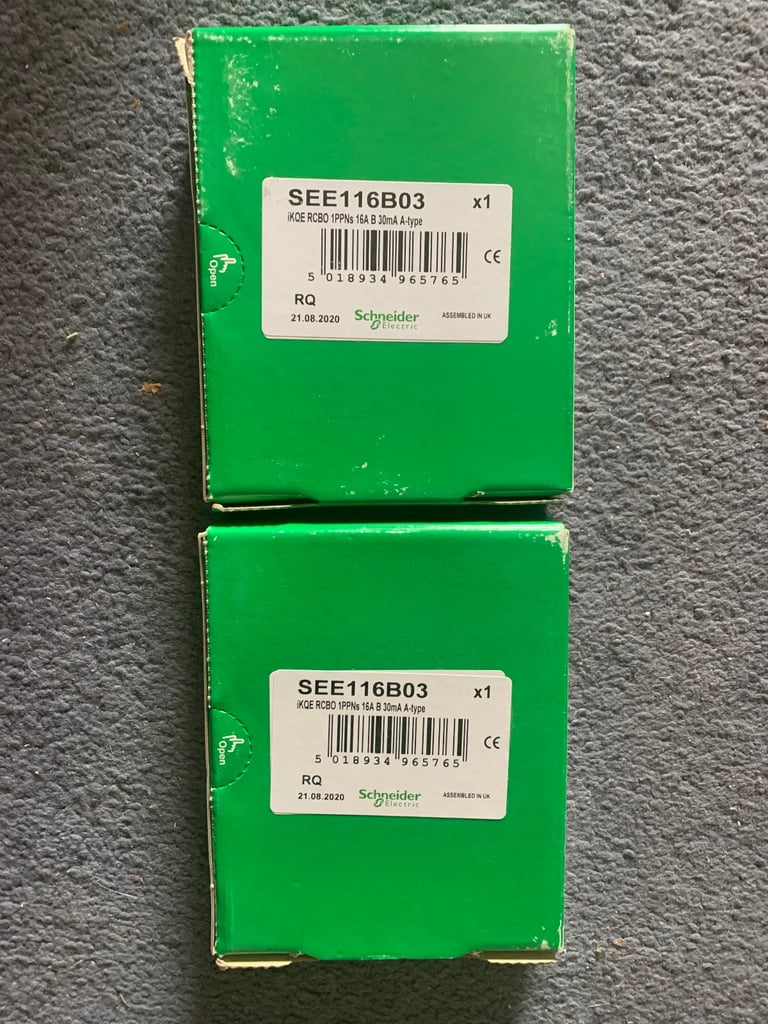 SEE116B03 x1
iKQE RCBO 1PPNs 16A B 30mA A-type
CE
5 018934 965765
Open
RQ
21.08.2020 Schneider Electric ASSEMBLED IN UK
SEE116B03 x1
iKQE RCBO 1PPNs 16A B 30mA A-type
CE
5 018934 965765
Open
RQ
21.08.2020 Schneider Electric ASSEMBLED IN UK